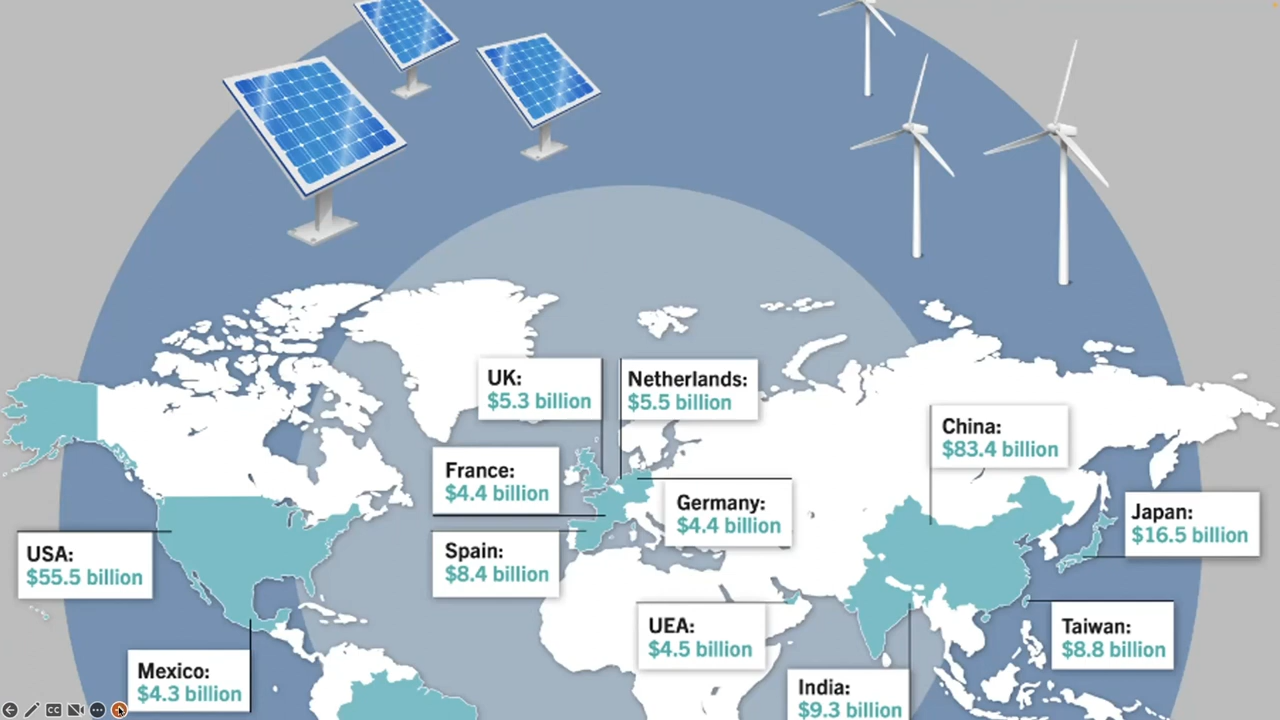 UK:
$5.3 billion
Netherlands:
$5.5 billion
China:
$83.4 billion
France:
$4.4 billion
Germany:
$4.4 billion
Japan:
$16.5 billion
USA:
$55.5 billion
Spain:
$8.4 billion
UEA:
$4.5 billion
Taiwan:
$8.8 billion
Mexico:
$4.3 billion
India:
$9.3 billion
CC